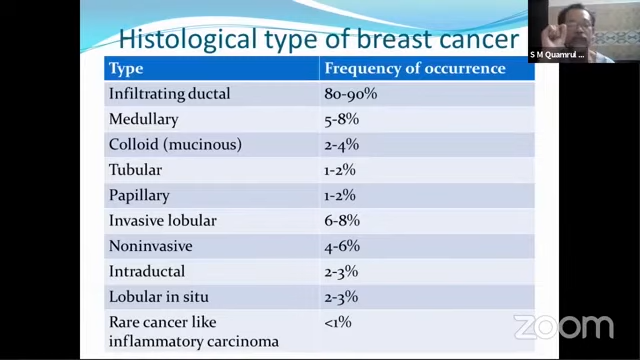 Histological type of breast cancer
S M Quamrul ...
Type Frequency of occurrence
Infiltrating ductal 80-90%
Medullary 5-8%
Colloid (mucinous) 2-4%
Tubular 1-2%
Papillary 1-2%
Invasive lobular 6-8%
Noninvasive 4-6%
Intraductal 2-3%
Lobular in situ 2-3%
Rare cancer like <1%
inflammatory carcinoma
zoom